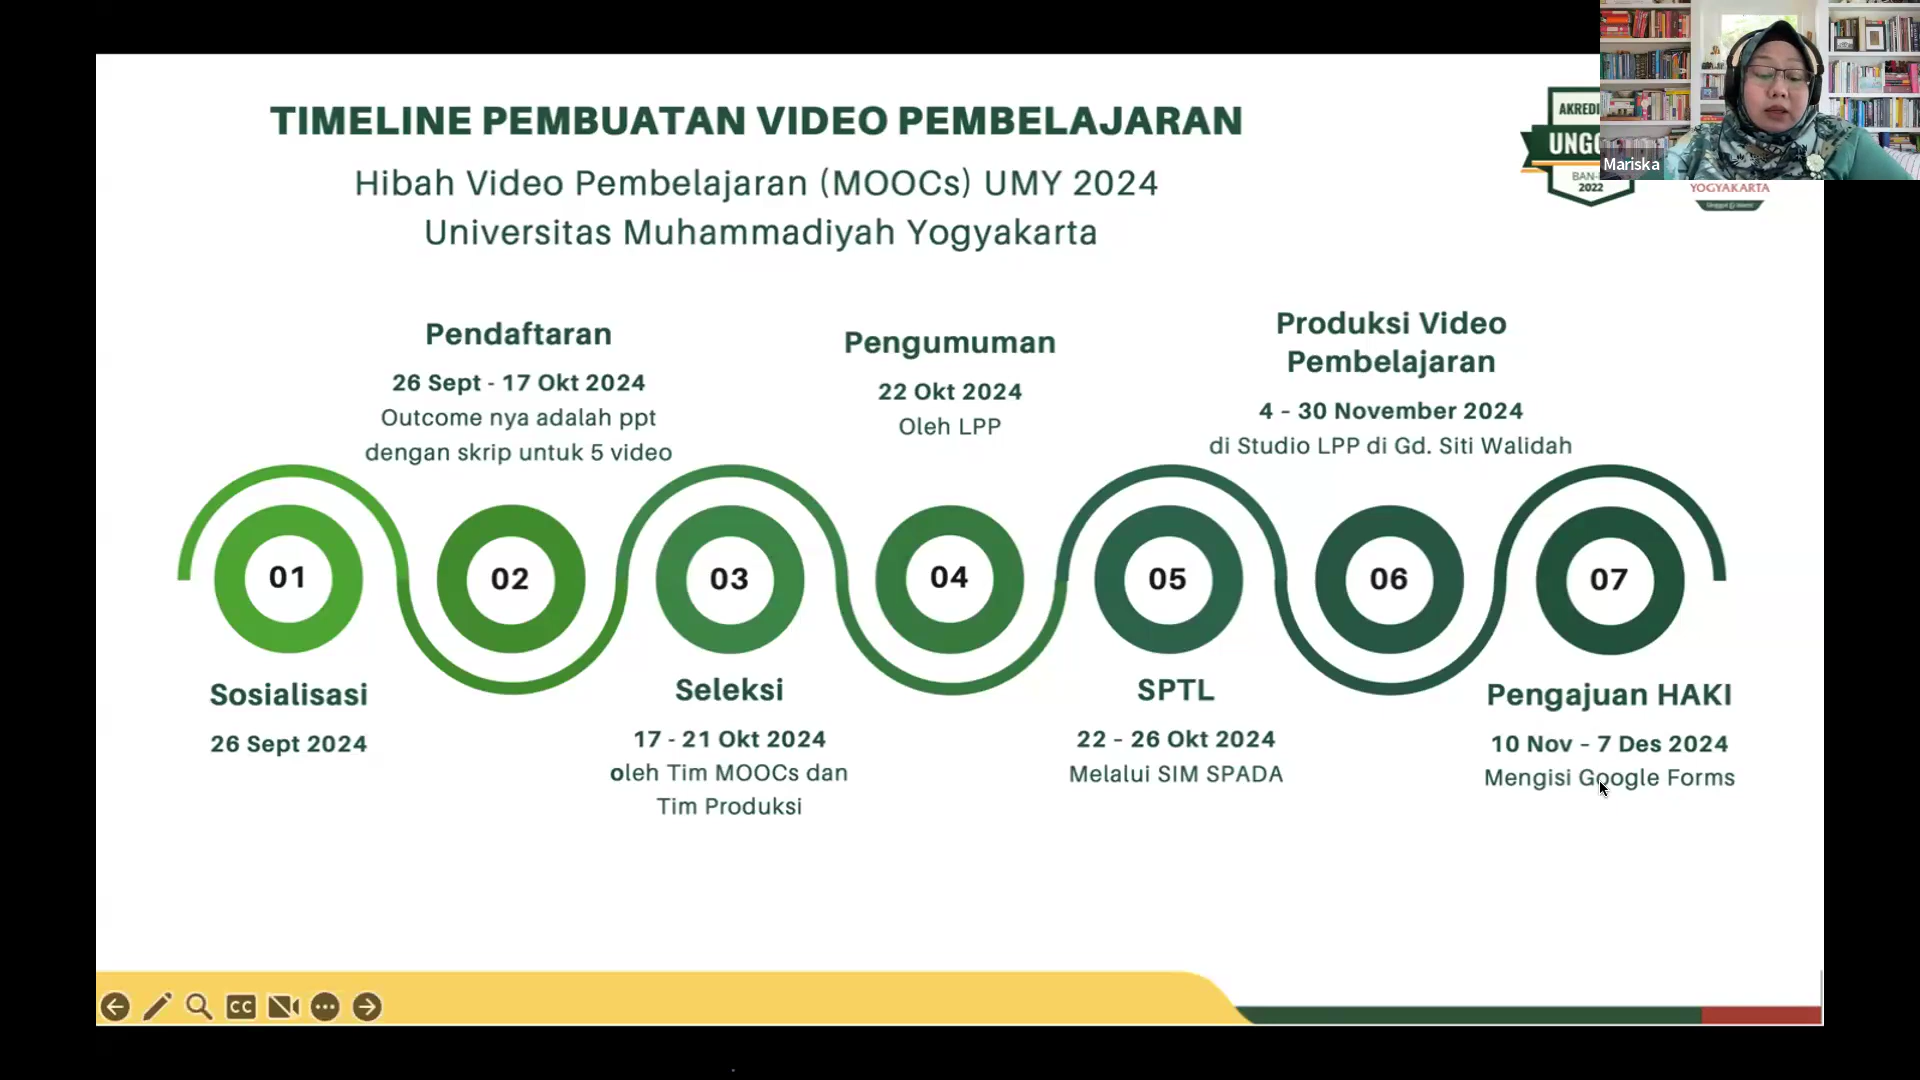 TIMELINE PEMBUATAN VIDEO PEMBELAJARAN
Hibah Video Pembelajaran (MOOCs) UMY 2024
Universitas Muhammadiyah Yogyakarta
BAN-
2022
Mariska
YOGYAKARTA
Pendaftaran
26 Sept - 17 Okt 2024
Outcome nya adalah ppt
dengan skrip untuk 5 video
Pengumuman
22 Okt 2024
Oleh LPP
Produksi Video
Pembelajaran
4 – 30 November 2024
di Studio LPP di Gd. Siti Walidah
01
02
03
04
05
06
07
Sosialisasi
26 Sept 2024
Seleksi
17 - 21 Okt 2024
oleh Tim MOOCs dan
Tim Produksi
SPTL
22 – 26 Okt 2024
Melalui SIM SPADA
Pengajuan HAKI
10 Nov – 7 Des 2024
Mengisi Google Forms
CC